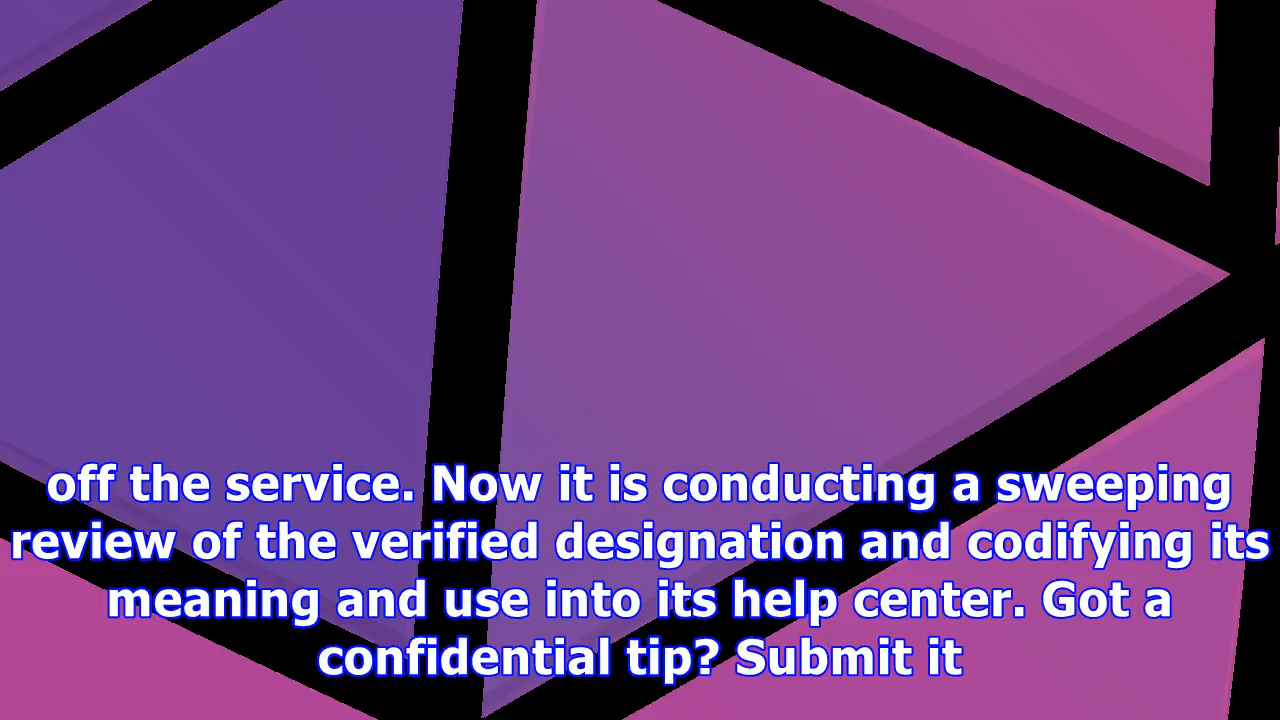 off the service. Now it is conducting a sweeping
review of the verified designation and codifying its
meaning and use into its help center. Got a
confidential tip? Submit it